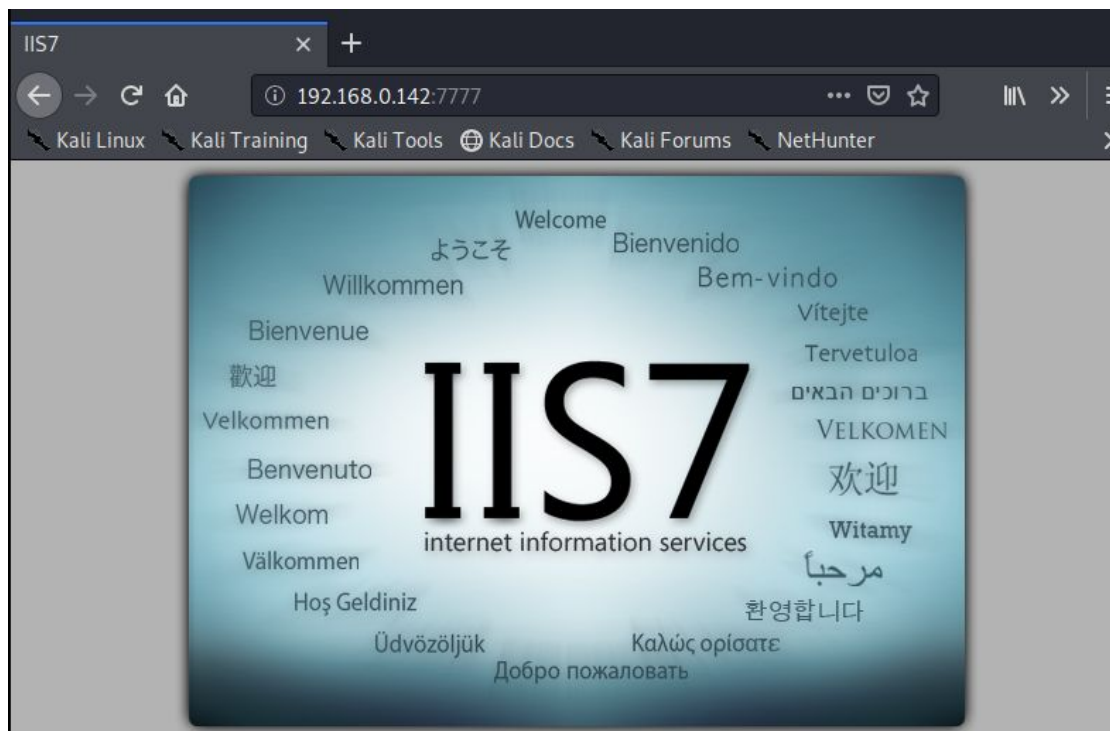 IIS7
192.168.0.142:7777
Kali Linux Kali Training Kali Tools Kali Docs Kali Forums NetHunter
Welcome
ようこそ
Bienvenido
Willkommen
Bem-vindo
Bienvenue
Vítejte
歡迎
Tervetuloa
ברוכים הבאים
Velkommen
VELKOMEN
Benvenuto
欢迎
Welkom
Witamy
Välkommen
مرحباً
Hoş Geldiniz
환영합니다
Üdvözöljük
Καλώς ορίσατε
Добро пожаловать
IIS7
internet information services